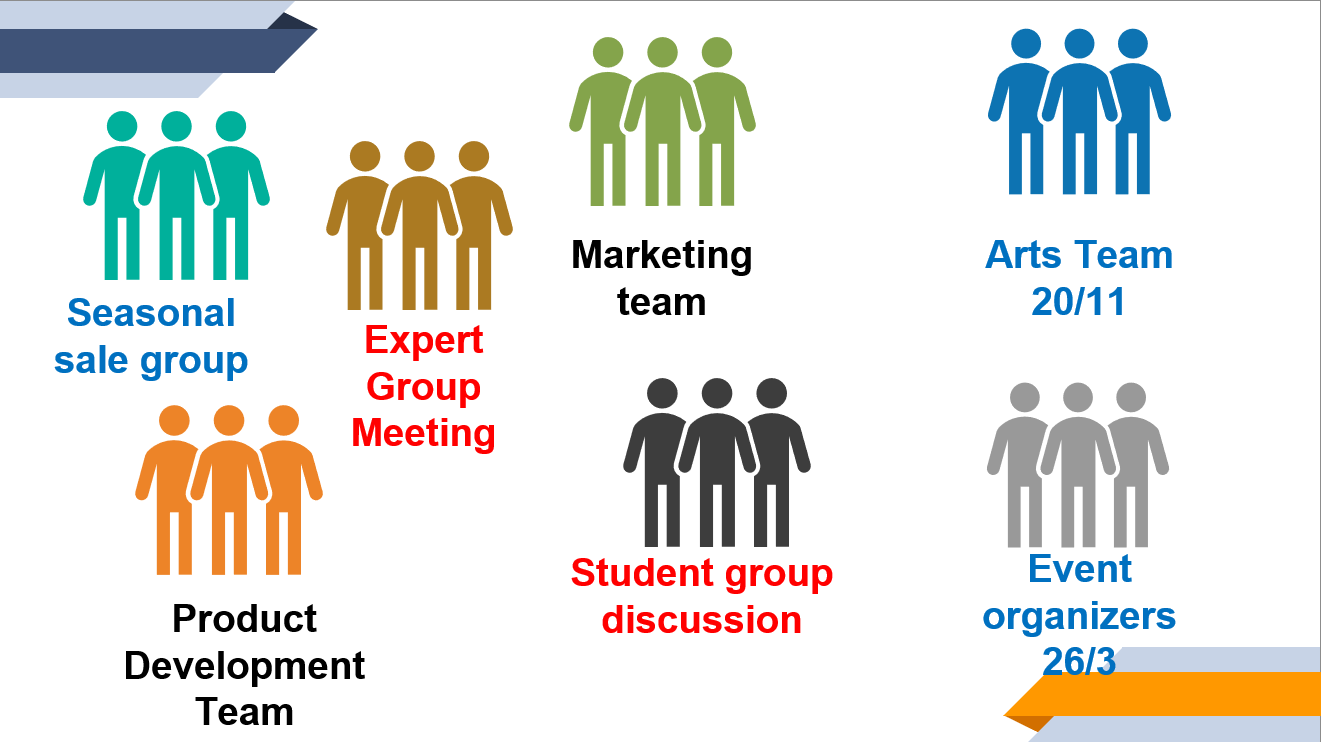 Seasonal
sale group
Expert
Group
Meeting
Marketing
team
Arts Team
20/11
Product
Development
Team
Student group
discussion
Event
organizers
26/3